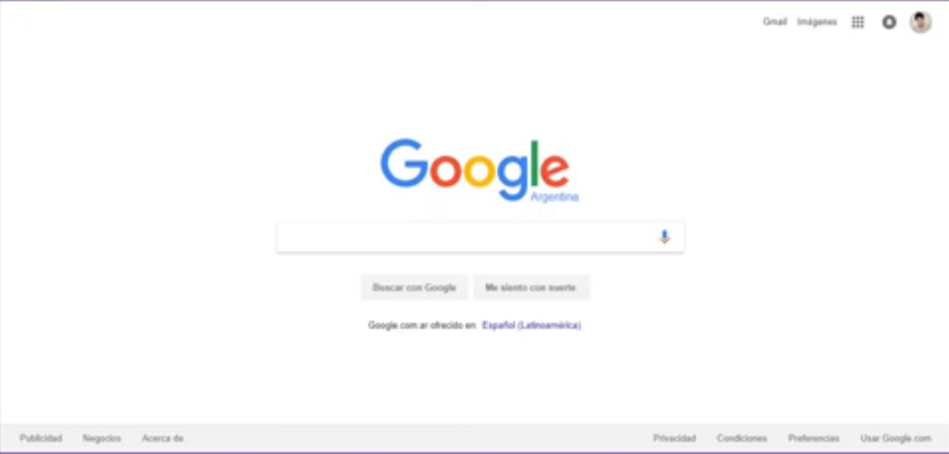 Gmail Imágenes
Google
Argentina
Buscar con Google Me siento con suerte
Google.com.ar ofrecido en: Español (Latinoamérica)
Publicidad Negocios Acerca de Privacidad Condiciones Preferencias Usar Google.com